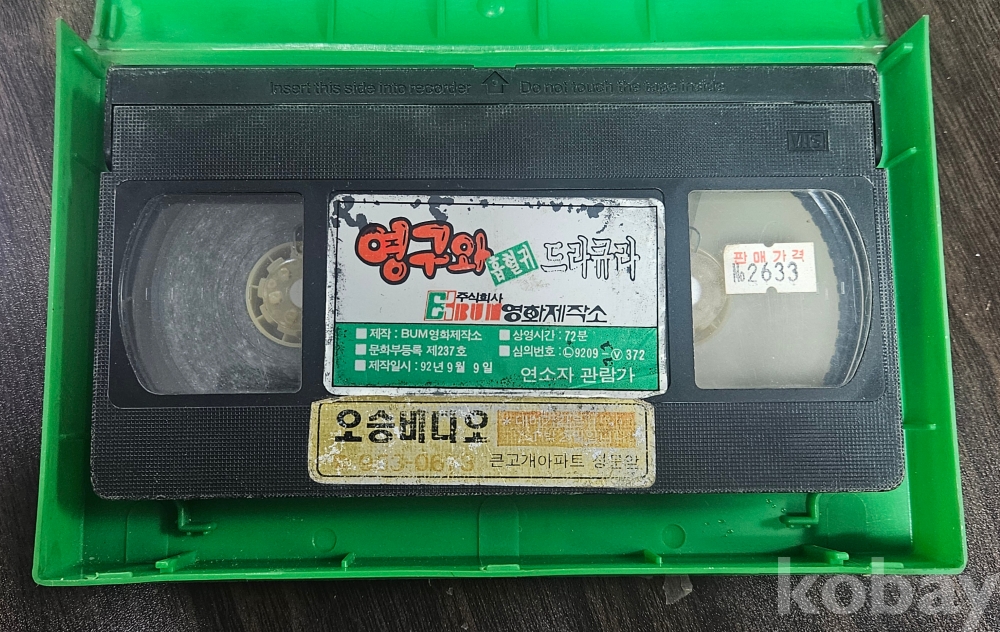 Insert this side into recorder ⇧ Do not touch the tape inside
VHS
영구와 흡혈귀 드라큐라
주식회사
BUM영화제작소
■ 제작 : BUM영화제작소
■ 상영시간 : 72분
■ 문화부등록 제237호
■ 심의번호 : Ⓛ9209-ⓥ372
■ 제작일시 : 92년 9월 9일
연소자 관람가
판매가격
№2633
오승비디오
큰고개아파트 정문앞
kobay